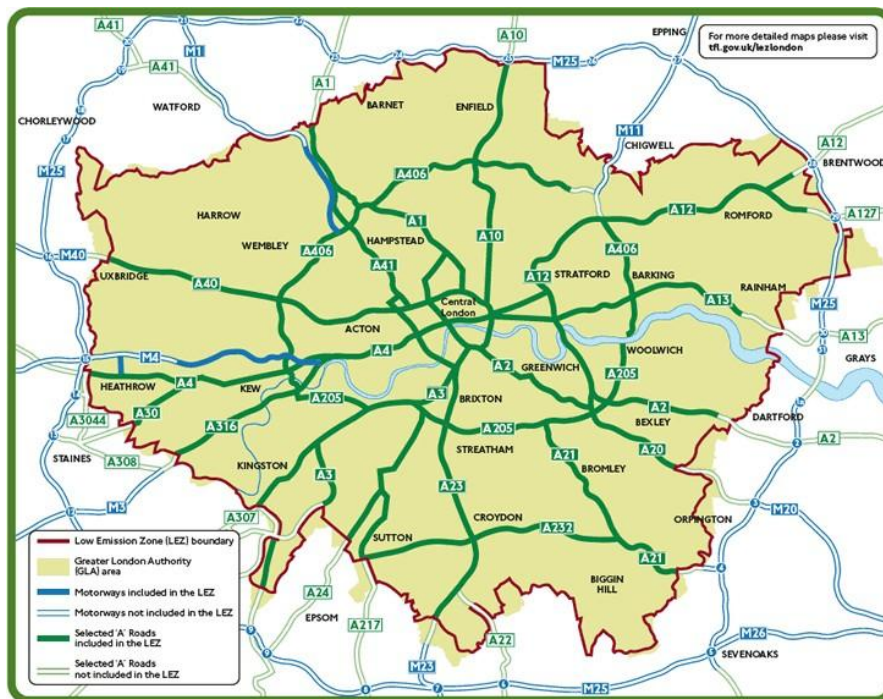 A41
M1
A10
EPPING
For more detailed maps please visit
tfl.gov.uk/lezlondon
A41
A1
M25
WATFORD
BARNET
ENFIELD
CHORLEYWOOD
M11
CHIGWELL
A12
BRENTWOOD
M25
A406
HARROW
A1
A12
ROMFORD
A127
WEMBLEY
HAMPSTEAD
A10
A406
M40
A406
A41
A12
STRATFORD
BARKING
UXBRIDGE
A40
RAINHAM
Central
London
A13
M25
ACTON
A13
M4
A4
WOOLWICH
GRAYS
HEATHROW
A4
KEW
A2
GREENWICH
A205
A3
BRIXTON
A30
A205
A2
DARTFORD
A3044
A316
A205
BEXLEY
A2
STAINES
STREATHAM
A20
A308
KINGSTON
A21
BROMLEY
A3
M3
A23
M20
A307
CROYDON
ORPINGTON
SUTTON
A232
A21
BIGGIN
HILL
A24
EPSOM
A217
A22
M26
M23
M25
SEVENOAKS
Low Emission Zone (LEZ) boundary
Greater London Authority
(GLA) area
Motorways included in the LEZ
Motorways not included in the LEZ
Selected 'A' Roads
included in the LEZ
Selected 'A' Roads
not included in the LEZ